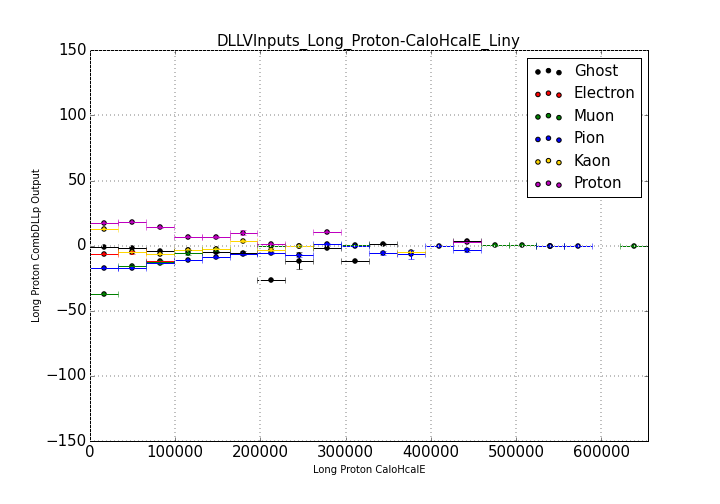 DLLVInputs_Long_Proton-CaloHcalE_Liny
150
100
50
0
−50
−100
−150
Long Proton CombDLLp Output
Ghost
Electron
Muon
Pion
Kaon
Proton
0 100000 200000 300000 400000 500000 600000
Long Proton CaloHcalE